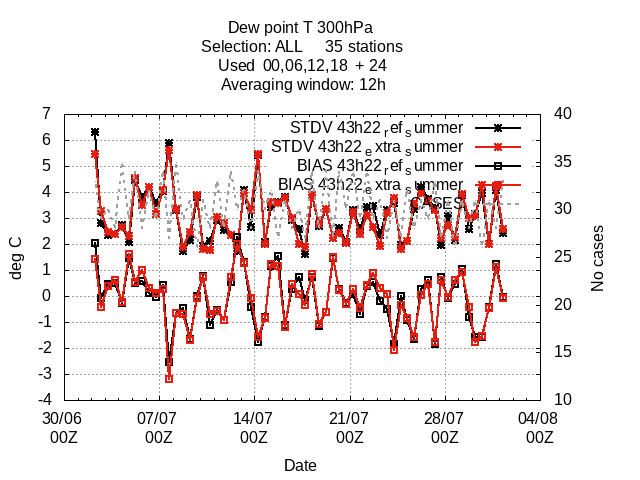 Dew point T 300hPa
Selection: ALL 35 stations
Used 00,06,12,18 + 24
Averaging window: 12h
STDV 43h22_ref_summer
STDV 43h22_extra_summer
BIAS 43h22_ref_summer
BIAS 43h22_extra_summer
CASES
7
6
5
4
3
2
1
0
-1
-2
-3
-4
deg C
40
35
30
25
20
15
10
No cases
30/06 07/07 14/07 21/07 28/07 04/08
00Z 00Z 00Z 00Z 00Z 00Z
Date